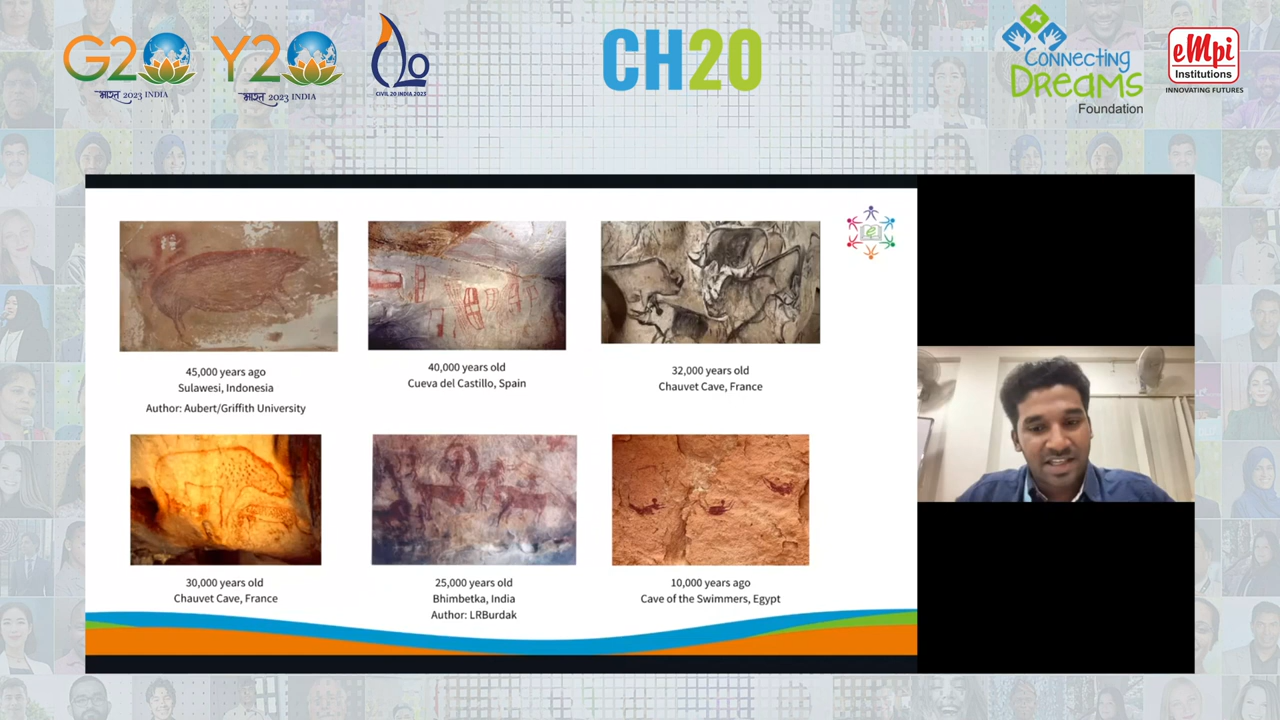 G20
भारत 2023 INDIA
Y20
भारत 2023 INDIA
CIVIL 20 INDIA 2023
CH20
CONNECTING
DREAMS
Foundation
eMpi
Institutions
INNOVATING FUTURES
45,000 years ago
Sulawesi, Indonesia
Author: Aubert/Griffith University
40,000 years old
Cueva del Castillo, Spain
32,000 years old
Chauvet Cave, France
30,000 years old
Chauvet Cave, France
25,000 years old
Bhimbetka, India
Author: LRBurdak
10,000 years ago
Cave of the Swimmers, Egypt